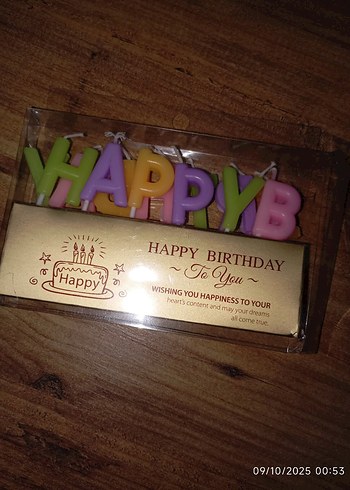 HAPPYB
HAPPY BIRTHDAY
~ To You ~
Happy
WISHING YOU HAPPINESS TO YOUR
heart's content and may your dreams
all come true.
09/10/2025 00:53